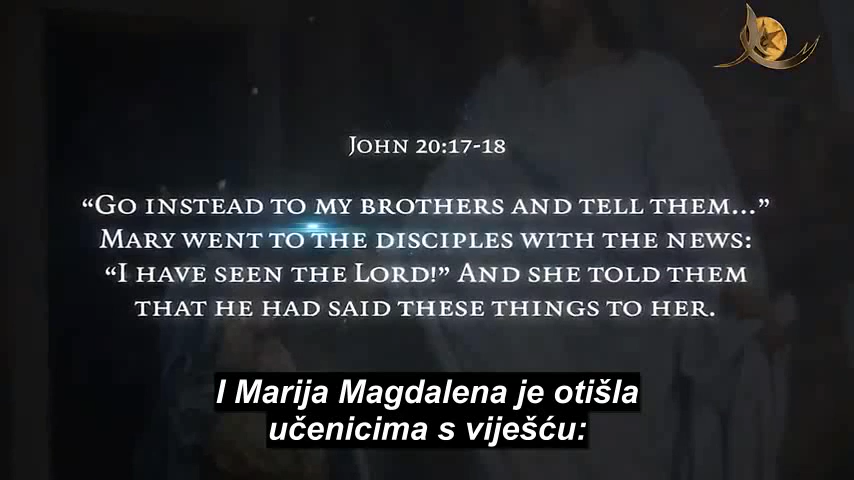 John 20:17-18
“Go instead to my brothers and tell them...”
Mary went to the disciples with the news:
“I have seen the Lord!” And she told them
that he had said these things to her.
I Marija Magdalena je otišla
učenicima s viješću: